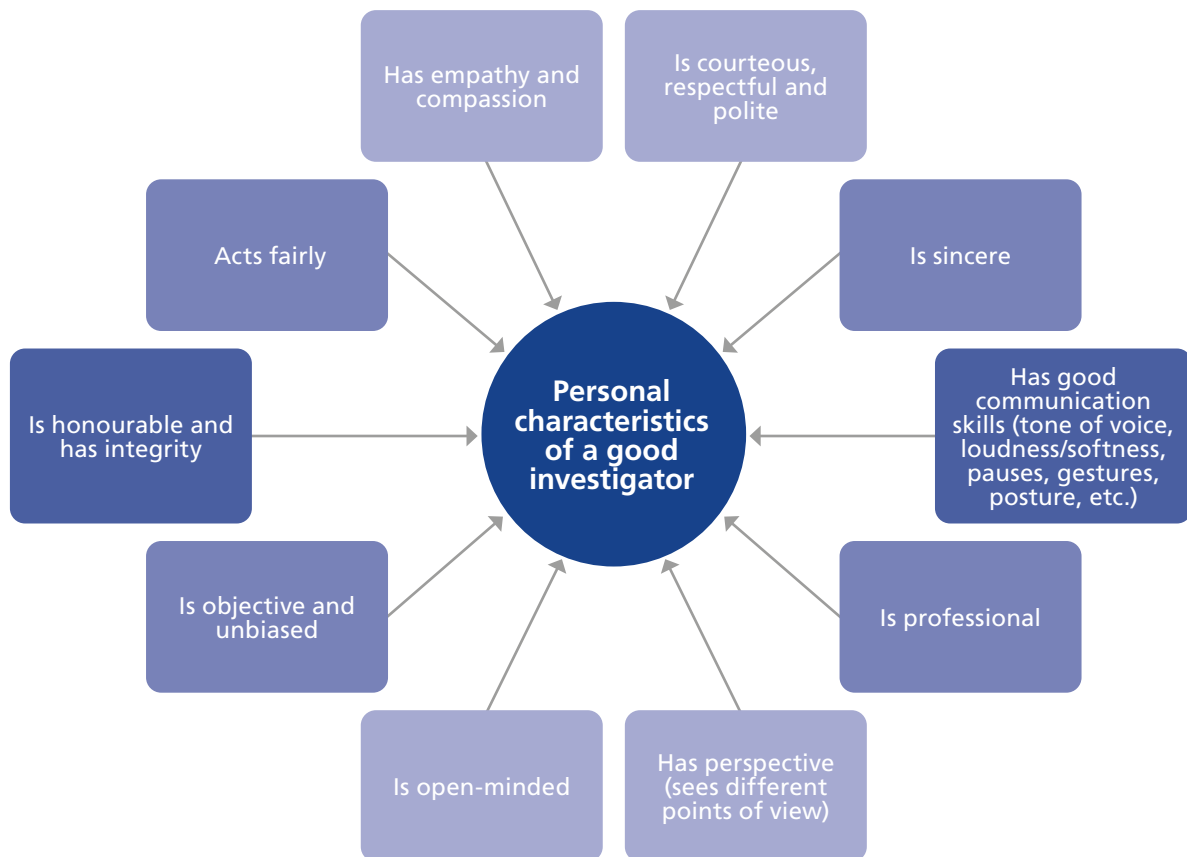 Has empathy and
compassion
Is courteous,
respectful and
polite
Acts fairly
Is sincere
Is honourable and
has integrity
Personal
characteristics
of a good
investigator
Has good
communication
skills (tone of voice,
loudness/softness,
pauses, gestures,
posture, etc.)
Is objective and
unbiased
Is professional
Is open-minded
Has perspective
(sees different
points of view)